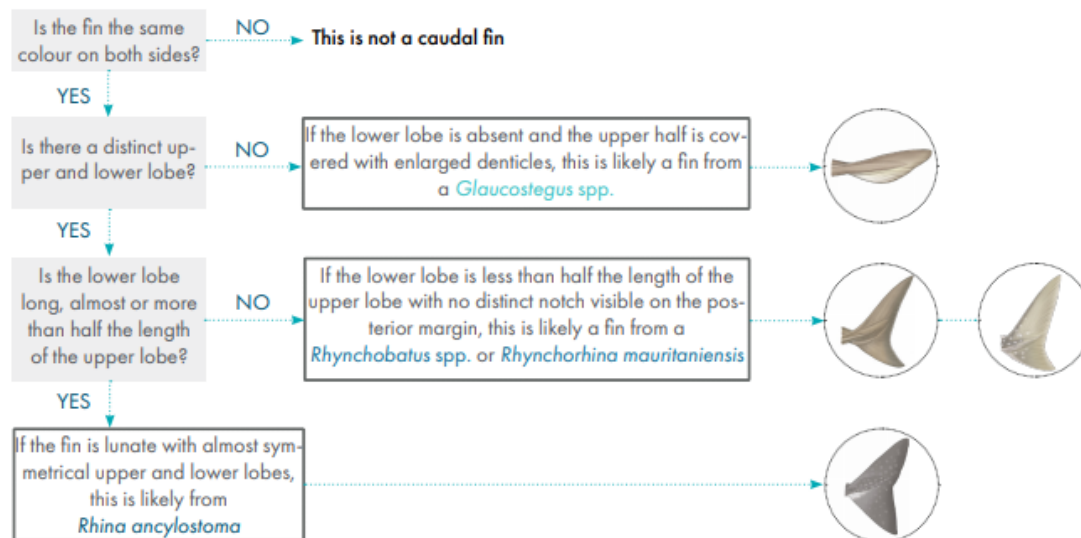 Is the fin the same
colour on both sides?
NO
This is not a caudal fin
YES
Is there a distinct up-
per and lower lobe?
NO
If the lower lobe is absent and the upper half is cov-
ered with enlarged denticles, this is likely a fin from
a Glaucostegus spp.
YES
Is the lower lobe
long, almost or more
than half the length
of the upper lobe?
NO
If the lower lobe is less than half the length of the
upper lobe with no distinct notch visible on the pos-
terior margin, this is likely a fin from a
Rhynchobatus spp. or Rhynchorhina mauritaniensis
YES
If the fin is lunate with almost sym-
metrical upper and lower lobes,
this is likely from
Rhina ancylostoma